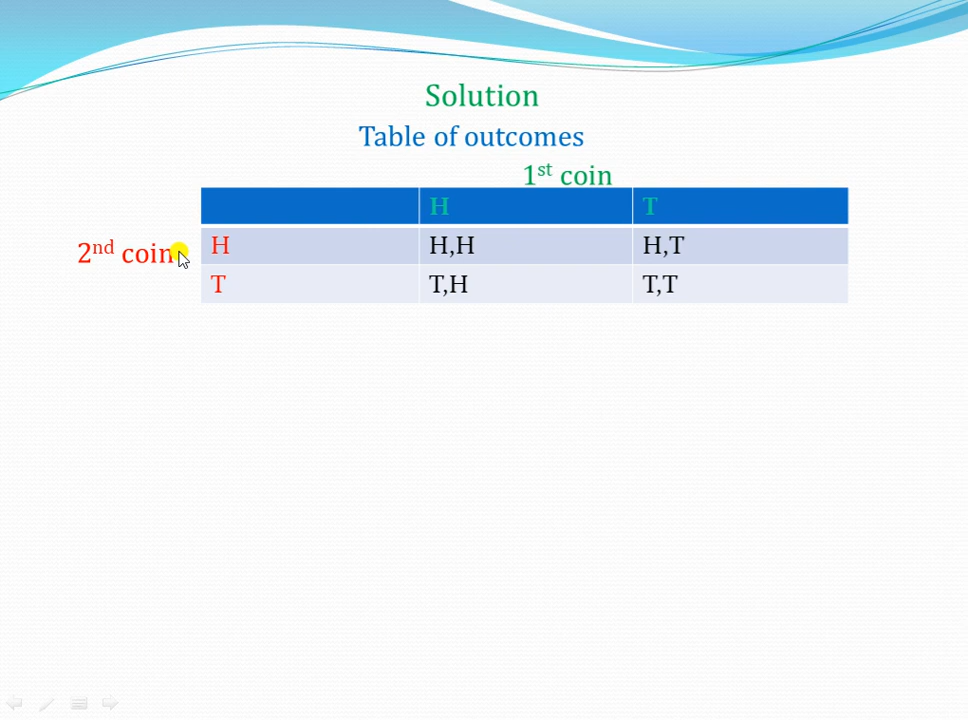 Solution
Table of outcomes
1st coin
H T
2nd coin
H H,H H,T
T T,H T,T